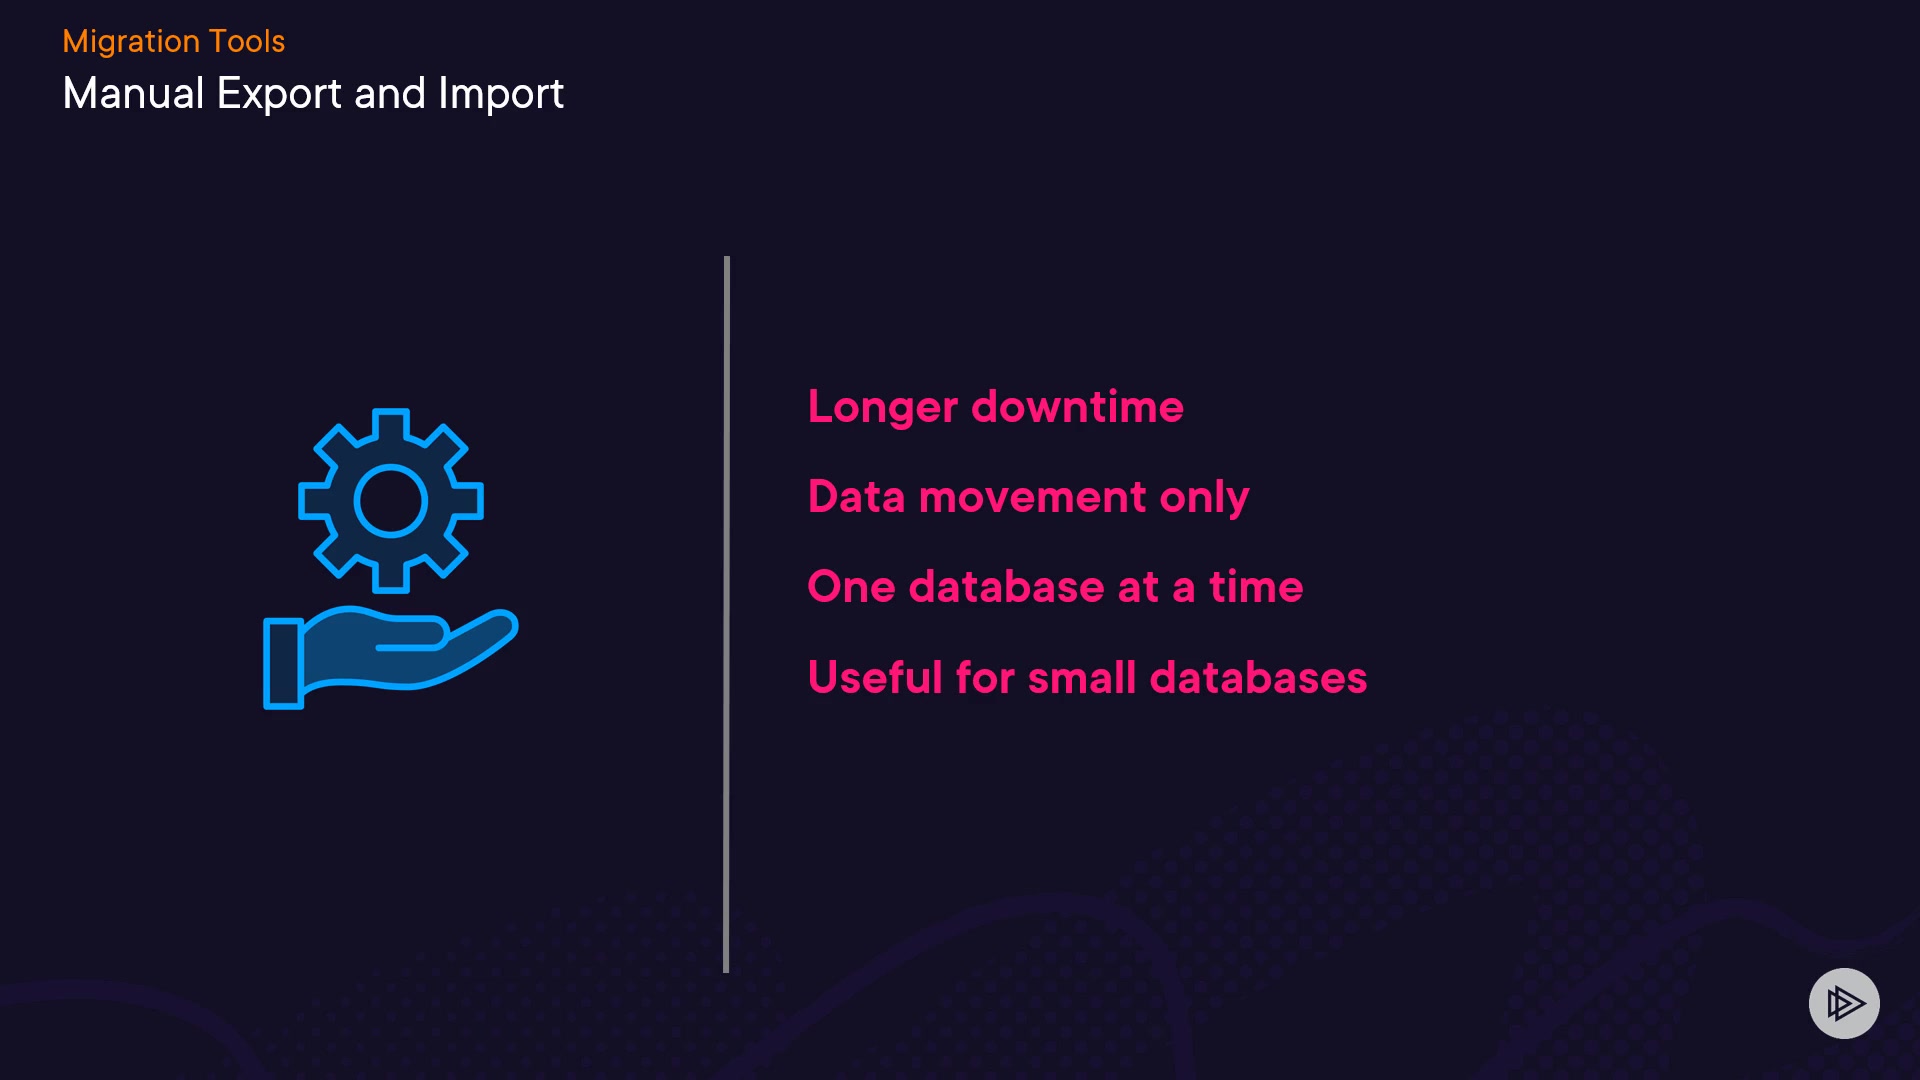 Migration Tools
Manual Export and Import
Longer downtime
Data movement only
One database at a time
Useful for small databases